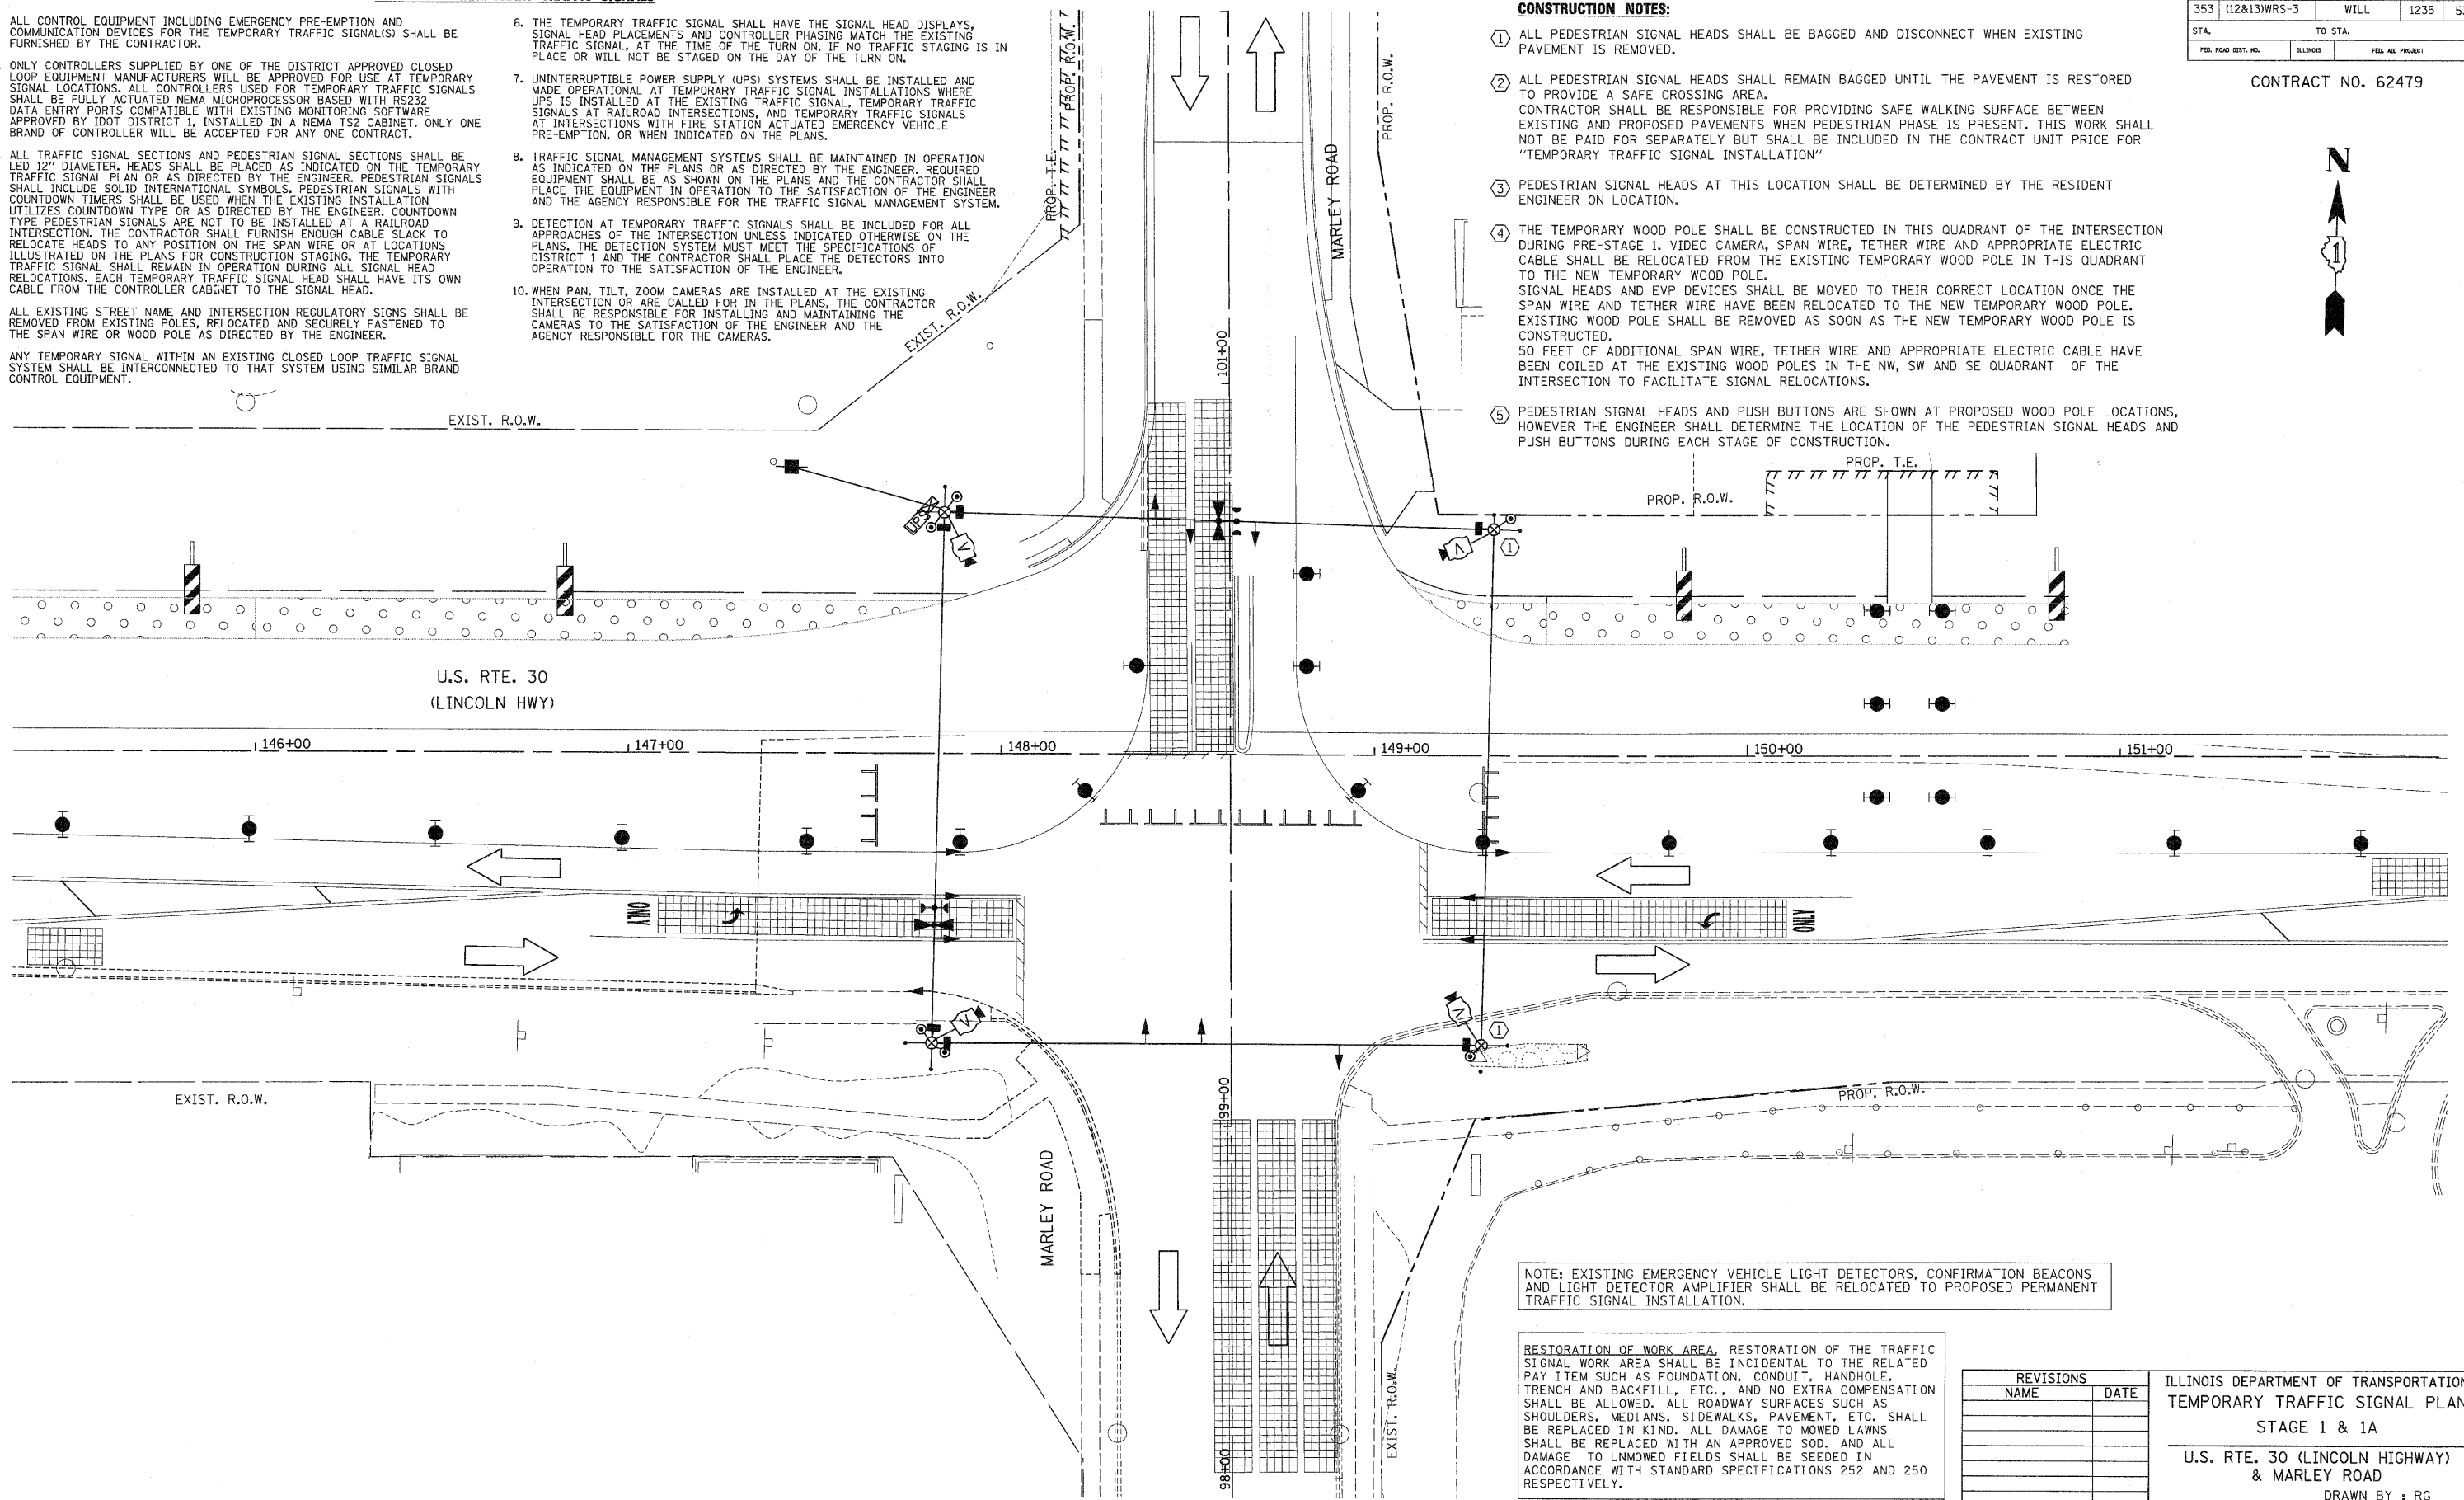 ALL CONTROL EQUIPMENT INCLUDING EMERGENCY PRE-EMPTION AND
COMMUNICATION DEVICES FOR THE TEMPORARY TRAFFIC SIGNAL(S) SHALL BE
FURNISHED BY THE CONTRACTOR.
ONLY CONTROLLERS SUPPLIED BY ONE OF THE DISTRICT APPROVED CLOSED
LOOP EQUIPMENT MANUFACTURERS WILL BE APPROVED FOR USE AT TEMPORARY
SIGNAL LOCATIONS. ALL CONTROLLERS USED FOR TEMPORARY TRAFFIC SIGNALS
SHALL BE FULLY ACTUATED NEMA MICROPROCESSOR BASED WITH RS232
DATA ENTRY PORTS COMPATIBLE WITH EXISTING MONITORING SOFTWARE
APPROVED BY IDOT DISTRICT 1, INSTALLED IN A NEMA TS2 CABINET. ONLY ONE
BRAND OF CONTROLLER WILL BE ACCEPTED FOR ANY ONE CONTRACT.
ALL TRAFFIC SIGNAL SECTIONS AND PEDESTRIAN SIGNAL SECTIONS SHALL BE
LED 12" DIAMETER. HEADS SHALL BE PLACED AS INDICATED ON THE TEMPORARY
TRAFFIC SIGNAL PLAN OR AS DIRECTED BY THE ENGINEER. PEDESTRIAN SIGNALS
SHALL INCLUDE SOLID INTERNATIONAL SYMBOLS. PEDESTRIAN SIGNALS WITH
COUNTDOWN TIMERS SHALL BE USED WHEN THE EXISTING INSTALLATION
UTILIZES COUNTDOWN TYPE OR AS DIRECTED BY THE ENGINEER. COUNTDOWN
TYPE PEDESTRIAN SIGNALS ARE NOT TO BE INSTALLED AT A RAILROAD
INTERSECTION. THE CONTRACTOR SHALL FURNISH ENOUGH CABLE SLACK TO
RELOCATE HEADS TO ANY POSITION ON THE SPAN WIRE OR AT LOCATIONS
ILLUSTRATED ON THE PLANS FOR CONSTRUCTION STAGING. THE TEMPORARY
TRAFFIC SIGNAL SHALL REMAIN IN OPERATION DURING ALL SIGNAL HEAD
RELOCATIONS. EACH TEMPORARY TRAFFIC SIGNAL HEAD SHALL HAVE ITS OWN
CABLE FROM THE CONTROLLER CABINET TO THE SIGNAL HEAD.
ALL EXISTING STREET NAME AND INTERSECTION REGULATORY SIGNS SHALL BE
REMOVED FROM EXISTING POLES, RELOCATED AND SECURELY FASTENED TO
THE SPAN WIRE OR WOOD POLE AS DIRECTED BY THE ENGINEER.
ANY TEMPORARY SIGNAL WITHIN AN EXISTING CLOSED LOOP TRAFFIC SIGNAL
SYSTEM SHALL BE INTERCONNECTED TO THAT SYSTEM USING SIMILAR BRAND
CONTROL EQUIPMENT.
6. THE TEMPORARY TRAFFIC SIGNAL SHALL HAVE THE SIGNAL HEAD DISPLAYS,
SIGNAL HEAD PLACEMENTS AND CONTROLLER PHASING MATCH THE EXISTING
TRAFFIC SIGNAL, AT THE TIME OF THE TURN ON, IF NO TRAFFIC STAGING IS IN
PLACE OR WILL NOT BE STAGED ON THE DAY OF THE TURN ON.
7. UNINTERRUPTIBLE POWER SUPPLY (UPS) SYSTEMS SHALL BE INSTALLED AND
MADE OPERATIONAL AT TEMPORARY TRAFFIC SIGNAL INSTALLATIONS WHERE
UPS IS INSTALLED AT THE EXISTING TRAFFIC SIGNAL, TEMPORARY TRAFFIC
SIGNALS AT RAILROAD INTERSECTIONS, AND TEMPORARY TRAFFIC SIGNALS
AT INTERSECTIONS WITH FIRE STATION ACTUATED EMERGENCY VEHICLE
PRE-EMPTION, OR WHEN INDICATED ON THE PLANS.
8. TRAFFIC SIGNAL MANAGEMENT SYSTEMS SHALL BE MAINTAINED IN OPERATION
AS INDICATED ON THE PLANS OR AS DIRECTED BY THE ENGINEER. REQUIRED
EQUIPMENT SHALL BE AS SHOWN ON THE PLANS AND THE CONTRACTOR SHALL
PLACE THE EQUIPMENT IN OPERATION TO THE SATISFACTION OF THE ENGINEER
AND THE AGENCY RESPONSIBLE FOR THE TRAFFIC SIGNAL MANAGEMENT SYSTEM.
9. DETECTION AT TEMPORARY TRAFFIC SIGNALS SHALL BE INCLUDED FOR ALL
APPROACHES OF THE INTERSECTION UNLESS INDICATED OTHERWISE ON THE
PLANS. THE DETECTION SYSTEM MUST MEET THE SPECIFICATIONS OF
DISTRICT 1 AND THE CONTRACTOR SHALL PLACE THE DETECTORS INTO
OPERATION TO THE SATISFACTION OF THE ENGINEER.
10. WHEN PAN, TILT, ZOOM CAMERAS ARE INSTALLED AT THE EXISTING
INTERSECTION OR ARE CALLED FOR IN THE PLANS, THE CONTRACTOR
SHALL BE RESPONSIBLE FOR INSTALLING AND MAINTAINING THE
CAMERAS TO THE SATISFACTION OF THE ENGINEER AND THE
AGENCY RESPONSIBLE FOR THE CAMERAS.
CONSTRUCTION NOTES:
1 ALL PEDESTRIAN SIGNAL HEADS SHALL BE BAGGED AND DISCONNECT WHEN EXISTING
PAVEMENT IS REMOVED.
2 ALL PEDESTRIAN SIGNAL HEADS SHALL REMAIN BAGGED UNTIL THE PAVEMENT IS RESTORED
TO PROVIDE A SAFE CROSSING AREA.
CONTRACTOR SHALL BE RESPONSIBLE FOR PROVIDING SAFE WALKING SURFACE BETWEEN
EXISTING AND PROPOSED PAVEMENTS WHEN PEDESTRIAN PHASE IS PRESENT. THIS WORK SHALL
NOT BE PAID FOR SEPARATELY BUT SHALL BE INCLUDED IN THE CONTRACT UNIT PRICE FOR
"TEMPORARY TRAFFIC SIGNAL INSTALLATION"
3 PEDESTRIAN SIGNAL HEADS AT THIS LOCATION SHALL BE DETERMINED BY THE RESIDENT
ENGINEER ON LOCATION.
4 THE TEMPORARY WOOD POLE SHALL BE CONSTRUCTED IN THIS QUADRANT OF THE INTERSECTION
DURING PRE-STAGE 1. VIDEO CAMERA, SPAN WIRE, TETHER WIRE AND APPROPRIATE ELECTRIC
CABLE SHALL BE RELOCATED FROM THE EXISTING TEMPORARY WOOD POLE IN THIS QUADRANT
TO THE NEW TEMPORARY WOOD POLE.
SIGNAL HEADS AND EVP DEVICES SHALL BE MOVED TO THEIR CORRECT LOCATION ONCE THE
SPAN WIRE AND TETHER WIRE HAVE BEEN RELOCATED TO THE NEW TEMPORARY WOOD POLE.
EXISTING WOOD POLE SHALL BE REMOVED AS SOON AS THE NEW TEMPORARY WOOD POLE IS
CONSTRUCTED.
50 FEET OF ADDITIONAL SPAN WIRE, TETHER WIRE AND APPROPRIATE ELECTRIC CABLE HAVE
BEEN COILED AT THE EXISTING WOOD POLES IN THE NW, SW AND SE QUADRANT OF THE
INTERSECTION TO FACILITATE SIGNAL RELOCATIONS.
5 PEDESTRIAN SIGNAL HEADS AND PUSH BUTTONS ARE SHOWN AT PROPOSED WOOD POLE LOCATIONS,
HOWEVER THE ENGINEER SHALL DETERMINE THE LOCATION OF THE PEDESTRIAN SIGNAL HEADS AND
PUSH BUTTONS DURING EACH STAGE OF CONSTRUCTION.
353 (12&13)WRS-3 WILL 1235
STA. TO STA.
FED. ROAD DIST. NO. ILLINOIS FED. AID PROJECT
CONTRACT NO. 62479
N
1
PROP. R.O.W.
PROP. T.E.
EXIST. R.O.W.
MARLEY ROAD
PROP. R.O.W.
101+00
EXIST. R.O.W.
PROP. T.E.
PROP. R.O.W.
UPS
V
V
1
U.S. RTE. 30
(LINCOLN HWY)
146+00
147+00
148+00
149+00
150+00
151+00
ONLY
ONLY
V
V
1
EXIST. R.O.W.
PROP. R.O.W.
99+00
MARLEY ROAD
EXIST. R.O.W.
98+00
NOTE: EXISTING EMERGENCY VEHICLE LIGHT DETECTORS, CONFIRMATION BEACONS
AND LIGHT DETECTOR AMPLIFIER SHALL BE RELOCATED TO PROPOSED PERMANENT
TRAFFIC SIGNAL INSTALLATION.
RESTORATION OF WORK AREA. RESTORATION OF THE TRAFFIC
SIGNAL WORK AREA SHALL BE INCIDENTAL TO THE RELATED
PAY ITEM SUCH AS FOUNDATION, CONDUIT, HANDHOLE,
TRENCH AND BACKFILL, ETC., AND NO EXTRA COMPENSATION
SHALL BE ALLOWED. ALL ROADWAY SURFACES SUCH AS
SHOULDERS, MEDIANS, SIDEWALKS, PAVEMENT, ETC. SHALL
BE REPLACED IN KIND. ALL DAMAGE TO MOWED LAWNS
SHALL BE REPLACED WITH AN APPROVED SOD. AND ALL
DAMAGE TO UNMOWED FIELDS SHALL BE SEEDED IN
ACCORDANCE WITH STANDARD SPECIFICATIONS 252 AND 250
RESPECTIVELY.
REVISIONS
NAME DATE
ILLINOIS DEPARTMENT OF TRANSPORTATION
TEMPORARY TRAFFIC SIGNAL PLAN
STAGE 1 & 1A
U.S. RTE. 30 (LINCOLN HIGHWAY)
& MARLEY ROAD
DRAWN BY : RG